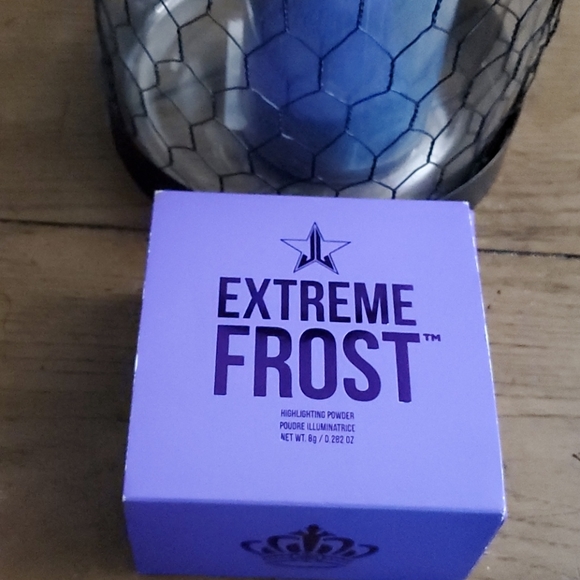 EXTREME
FROST™
HIGHLIGHTING POWDER
POUDRE ILLUMINATRICE
NET WT. 8g / 0.282 OZ